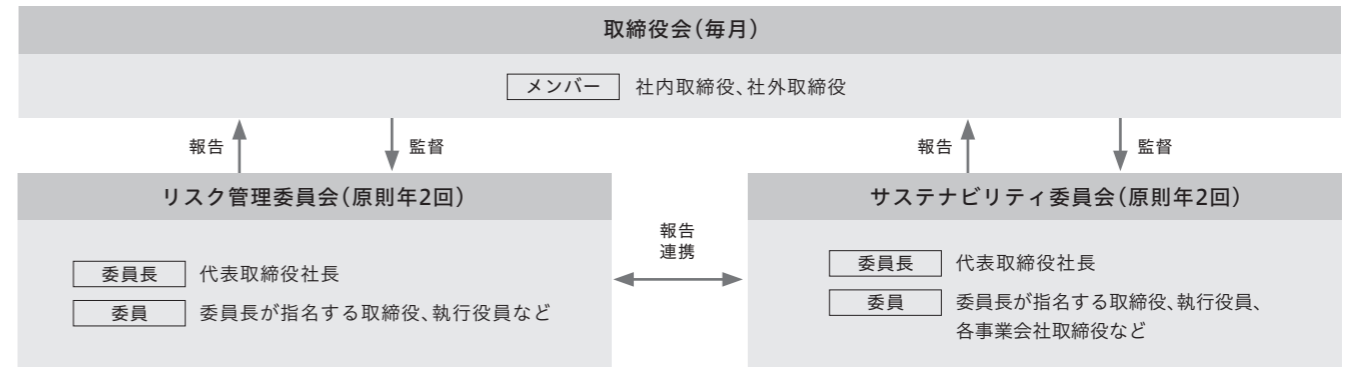 取締役会(毎月)
メンバー 社内取締役、社外取締役
報告 監督 報告 監督
リスク管理委員会(原則年2回)
委員長 代表取締役社長
委員 委員長が指名する取締役、執行役員など
報告
連携
サステナビリティ委員会(原則年2回)
委員長 代表取締役社長
委員 委員長が指名する取締役、執行役員、
各事業会社取締役など